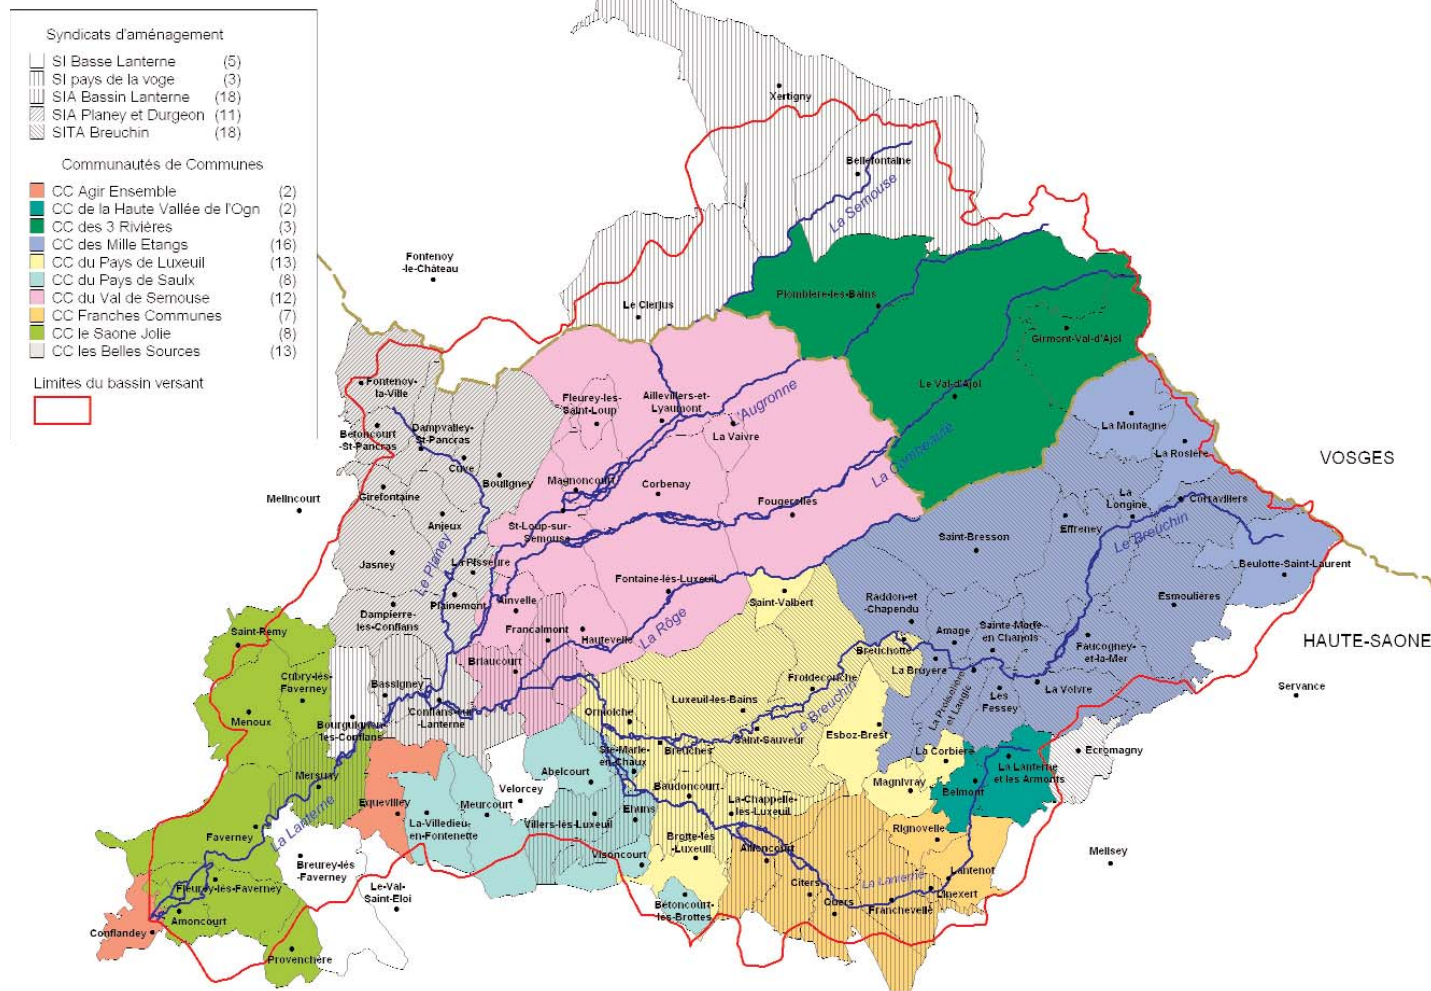 Syndicats d'aménagement
SI Basse Lanterne (5)
SI pays de la voge (3)
SIA Bassin Lanterne (18)
SIA Planey et Durgeon (11)
SITA Breuchin (18)
Communautés de Communes
CC Agir Ensemble (2)
CC de la Haute Vallée de l'Ogn (2)
CC des 3 Rivières (3)
CC des Mille Etangs (16)
CC du Pays de Luxeuil (13)
CC du Pays de Saulx (8)
CC du Val de Semouse (12)
CC Franches Communes (7)
CC le Saone Jolie (8)
CC les Belles Sources (13)
Limites du bassin versant
Xertigny
Bellefontaine
La Semouse
Fontenoy
-le-Château
Le Clerjus
Plombière-les-Bains
Girmont-Val-d'Ajol
Le Val-d'Ajol
Fontenoy-
la-Ville
Fleurey-les-
Saint-Loup
Aillevillers-et-
Lyaumont
L'Augronne
La Vaivre
La Combeauté
La Montagne
La Rosière
VOSGES
Betoncourt
-St-Pancras
Dampvalley-
St-Pancras
Cuve
Bouligney
Girefontaine
Melincourt
Magnoncourt
Corbenay
Fougerolles
Anjeux
St-Loup-sur-
Semouse
La
Longine
Corravillers
Effreney
Le Breuchin
Saint-Bresson
Beulotte-Saint-Laurent
Jasney
Le Planey
La Pisseure
Plainemont
Fontaine-lès-Luxeuil
Saint-Valbert
Raddon-et
-Chapendu
Esmoulières
Dampierre-
les-Conflans
Ainvelle
Francalmont
Hautevelle
La Rôge
Sainte-Marie-
en-Chanois
Amage
Faucogney-
et-la-Mer
HAUTE-SAONE
Saint-Remy
Briaucourt
Breuchotte
La Bruyère
Cubry-lès-
Faverney
Bassigney
Froideconche
La Voivre
Servance
La Proiselière
et Langle
Les
Fessey
Menoux
Bourguignon-
les-Conflans
Conflans-sur-
-Lanterne
Luxeuil-les-Bains
Ormoiche
Le Breuchin
Saint-Sauveur
Esboz-Brest
Breuches
Ste-Marie-
en-Chaux
La Corbière
Ecromagny
La Lanterne
et les Armonts
Mersuay
Abelcourt
Velorcey
Baudoncourt
Magnivray
Belmont
Equevilley
La-Villedieu-
en-Fontenette
Meurcourt
La-Chappelle-
lès-Luxeuil
Villers-lès-Luxeuil
Ehuns
Rignovelle
Faverney
La Lanterne
Brotte-lès
-Luxeuil
Visoncourt
Ailloncourt
Melisey
Breurey-lès
-Faverney
Lantenot
Linexert
La Lanterne
Fleurey-lès-Faverney
Le-Val-
Saint-Eloi
Citers
Quers
Franchevelle
Bétoncourt-
les-Brottes
Amoncourt
Conflandey
Provenchère